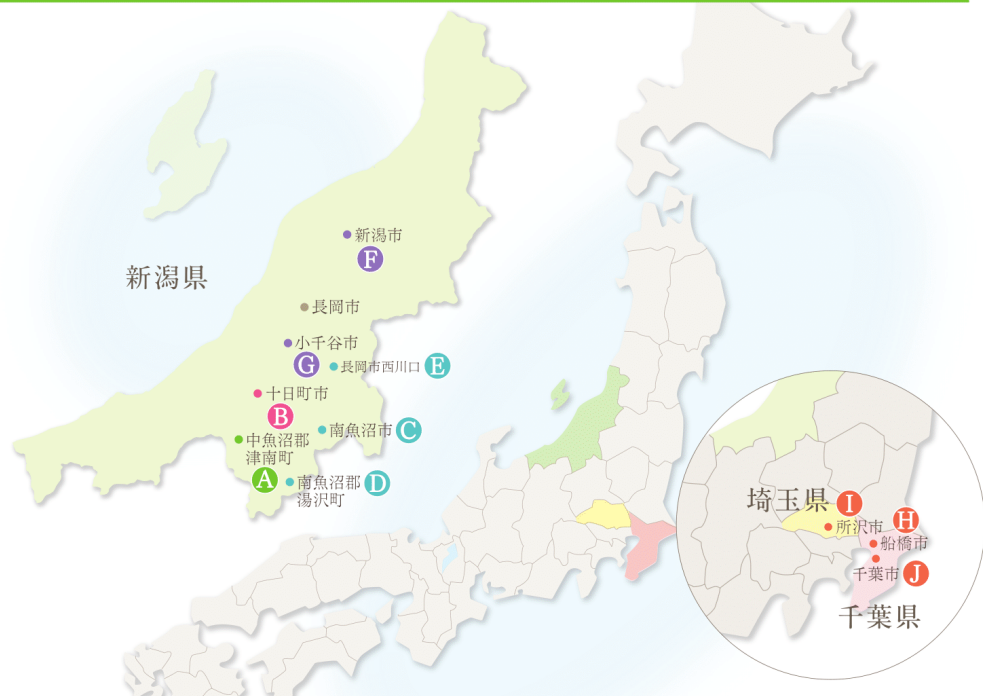 新潟県
新潟市
F
長岡市
小千谷市
G
長岡市西川口 E
十日町市
B
南魚沼市 C
中魚沼郡
津南町
A
南魚沼郡 D
湯沢町
埼玉県 I
所沢市
H
船橋市
千葉市 J
千葉県